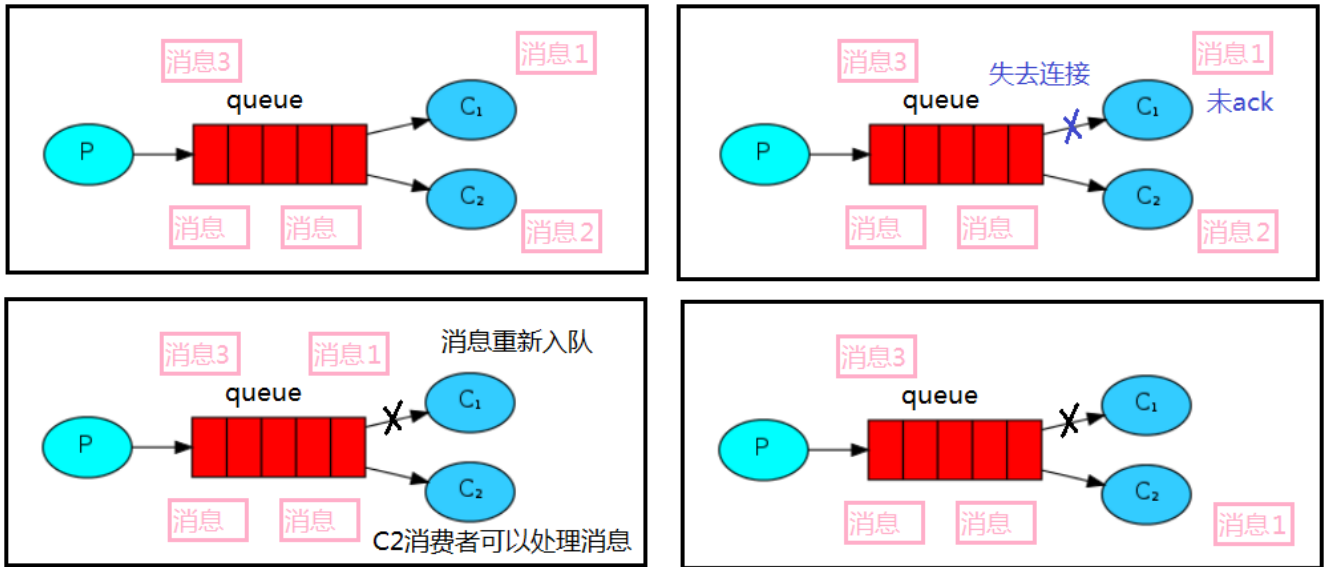 消息3
消息1
queue
C₁
P
C₂
消息
消息
消息2
消息3
失去连接
消息1
queue
C₁
未ack
P
C₂
消息
消息
消息2
消息3
消息1
消息重新入队
queue
C₁
P
C₂
消息
消息
C2消费者可以处理消息
消息3
queue
C₁
P
C₂
消息
消息
消息1